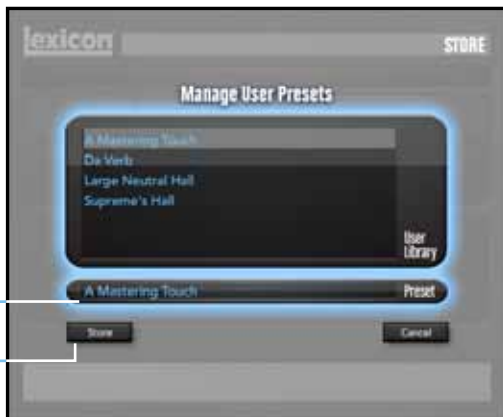 lexicon
STORE
Manage User Presets
A Mastering Touch
Da Verb
Large Neutral Hall
Supreme's Hall
User
Library
A Mastering Touch
Preset
Store
Cancel